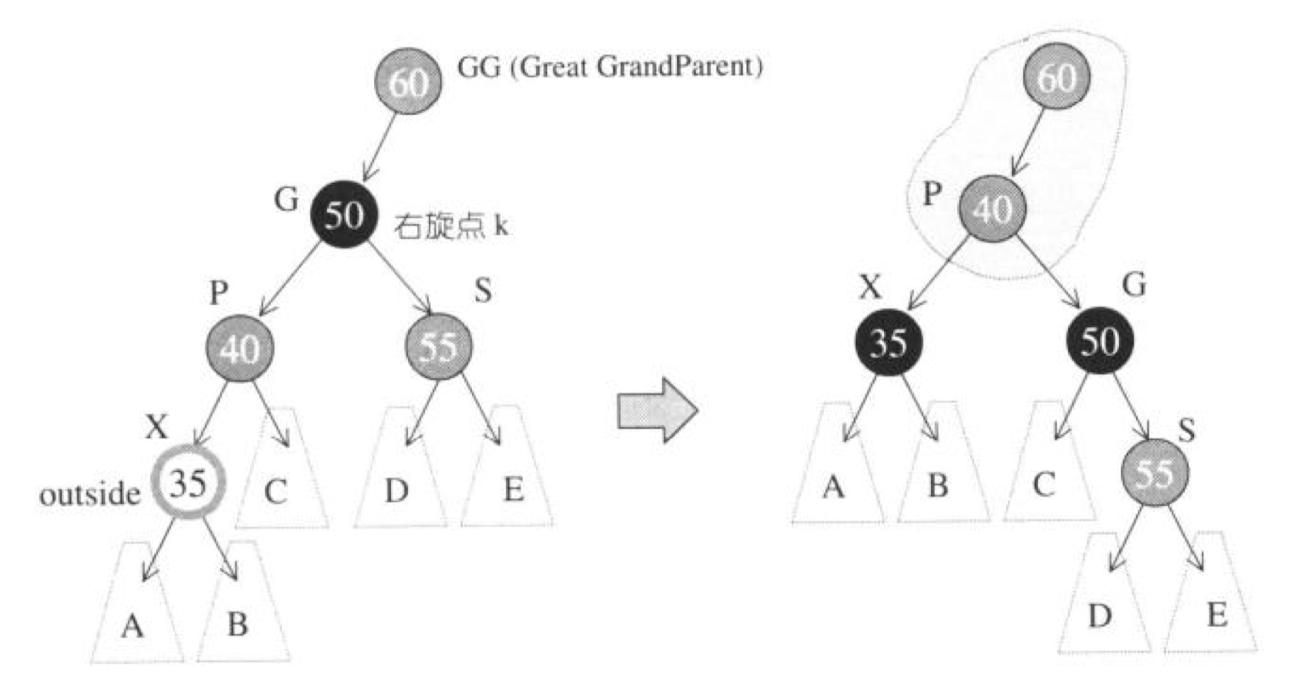 60 GG (Great GrandParent)
G 50 右旋点 k
P S
40 55
X
outside 35 C D E
A B
60
P 40
X G
35 50
S
A B C 55
D E